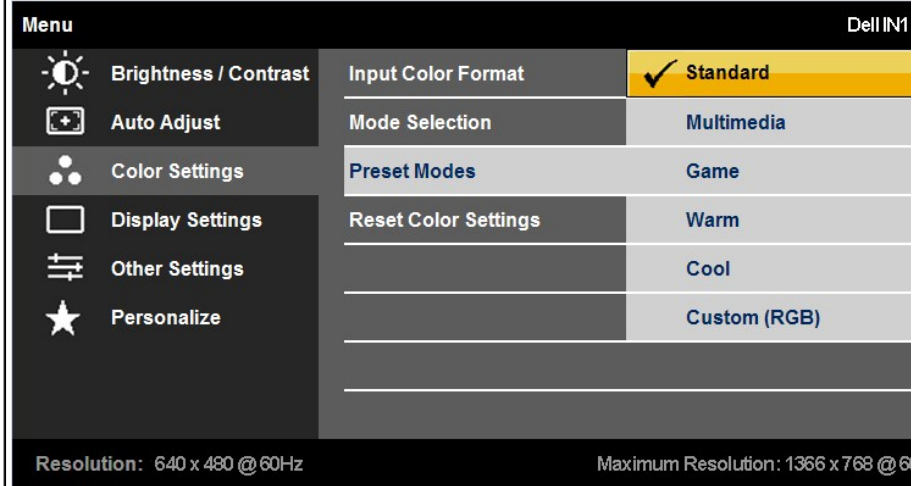 Menu Dell IN1
Brightness / Contrast Input Color Format Standard
Auto Adjust Mode Selection Multimedia
Color Settings Preset Modes Game
Display Settings Reset Color Settings Warm
Other Settings Cool
Personalize Custom (RGB)
Resolution: 640 x 480 @ 60Hz Maximum Resolution: 1366 x 768 @